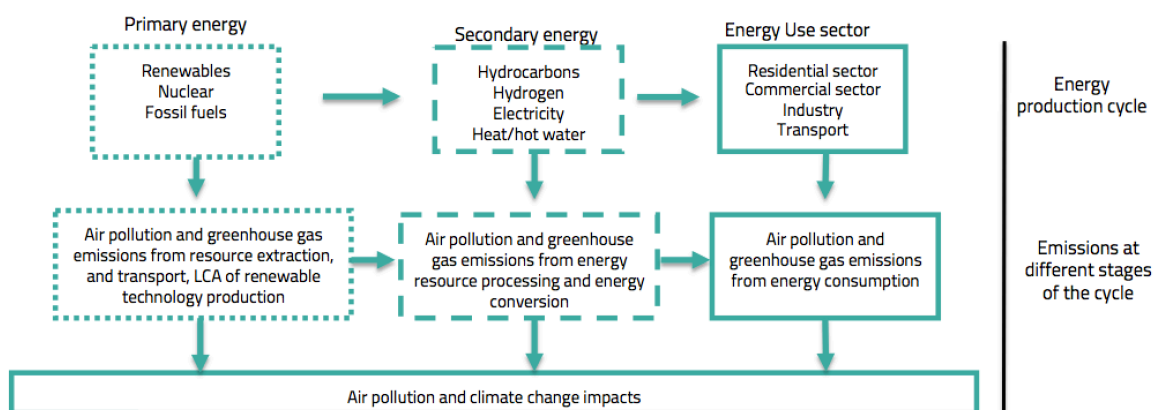 Primary energy
Secondary energy
Energy Use sector
Renewables
Nuclear
Fossil fuels
Hydrocarbons
Hydrogen
Electricity
Heat/hot water
Residential sector
Commercial sector
Industry
Transport
Energy
production cycle
Air pollution and greenhouse gas
emissions from resource extraction,
and transport, LCA of renewable
technology production
Air pollution and greenhouse
gas emissions from energy
resource processing and energy
conversion
Air pollution and
greenhouse gas emissions
from energy consumption
Emissions at
different stages
of the cycle
Air pollution and climate change impacts